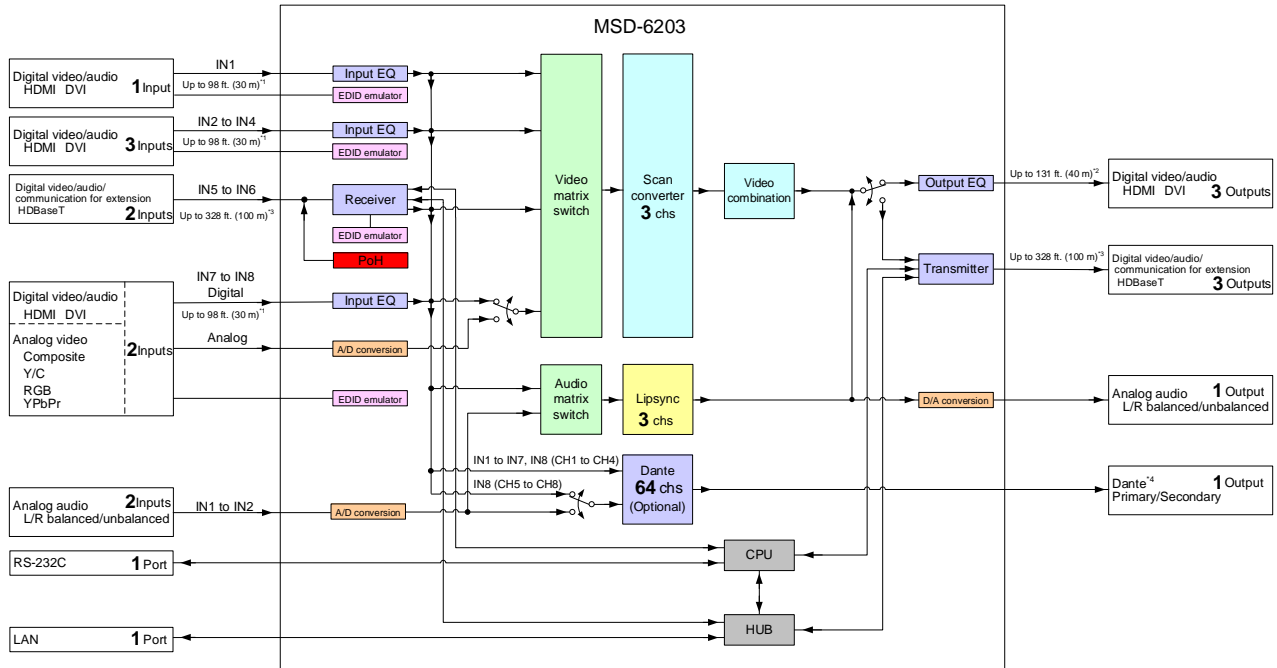 MSD-6203
Digital video/audio
HDMI DVI
1 Input
IN1
Up to 98 ft. (30 m)*1
Input EQ
EDID emulator
Digital video/audio
HDMI DVI
3 Inputs
IN2 to IN4
Up to 98 ft. (30 m)*1
Input EQ
EDID emulator
Digital video/audio/
communication for extension
HDBaseT
2 Inputs
IN5 to IN6
Up to 328 ft. (100 m)*3
Receiver
EDID emulator
PoH
Digital video/audio
HDMI DVI
Analog video
Composite
Y/C
RGB
YPbPr
2 Inputs
IN7 to IN8
Digital
Up to 98 ft. (30 m)*1
Analog
Input EQ
A/D conversion
EDID emulator
Video
matrix
switch
Scan
converter
3 chs
Video
combination
Output EQ
Up to 131 ft. (40 m)*2
Digital video/audio
HDMI DVI
3 Outputs
Transmitter
Up to 328 ft. (100 m)*3
Digital video/audio/
communication for extension
HDBaseT
3 Outputs
Audio
matrix
switch
Lipsync
3 chs
D/A conversion
Analog audio
1 Output
L/R balanced/unbalanced
IN1 to IN7, IN8 (CH1 to CH4)
IN8 (CH5 to CH8)
Dante
64 chs
(Optional)
Dante*4
1 Output
Primary/Secondary
Analog audio
2 Inputs
L/R balanced/unbalanced
IN1 to IN2
A/D conversion
RS-232C
1 Port
CPU
LAN
1 Port
HUB